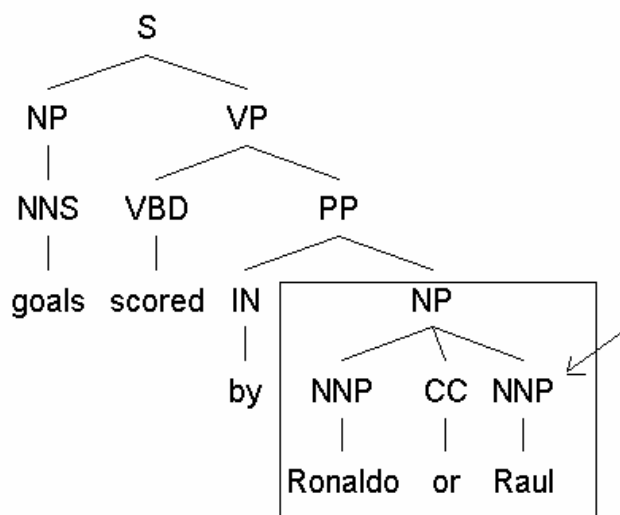 S
NP VP
NNS VBD PP
goals scored IN NP
by NNP CC NNP
Ronaldo or Raul